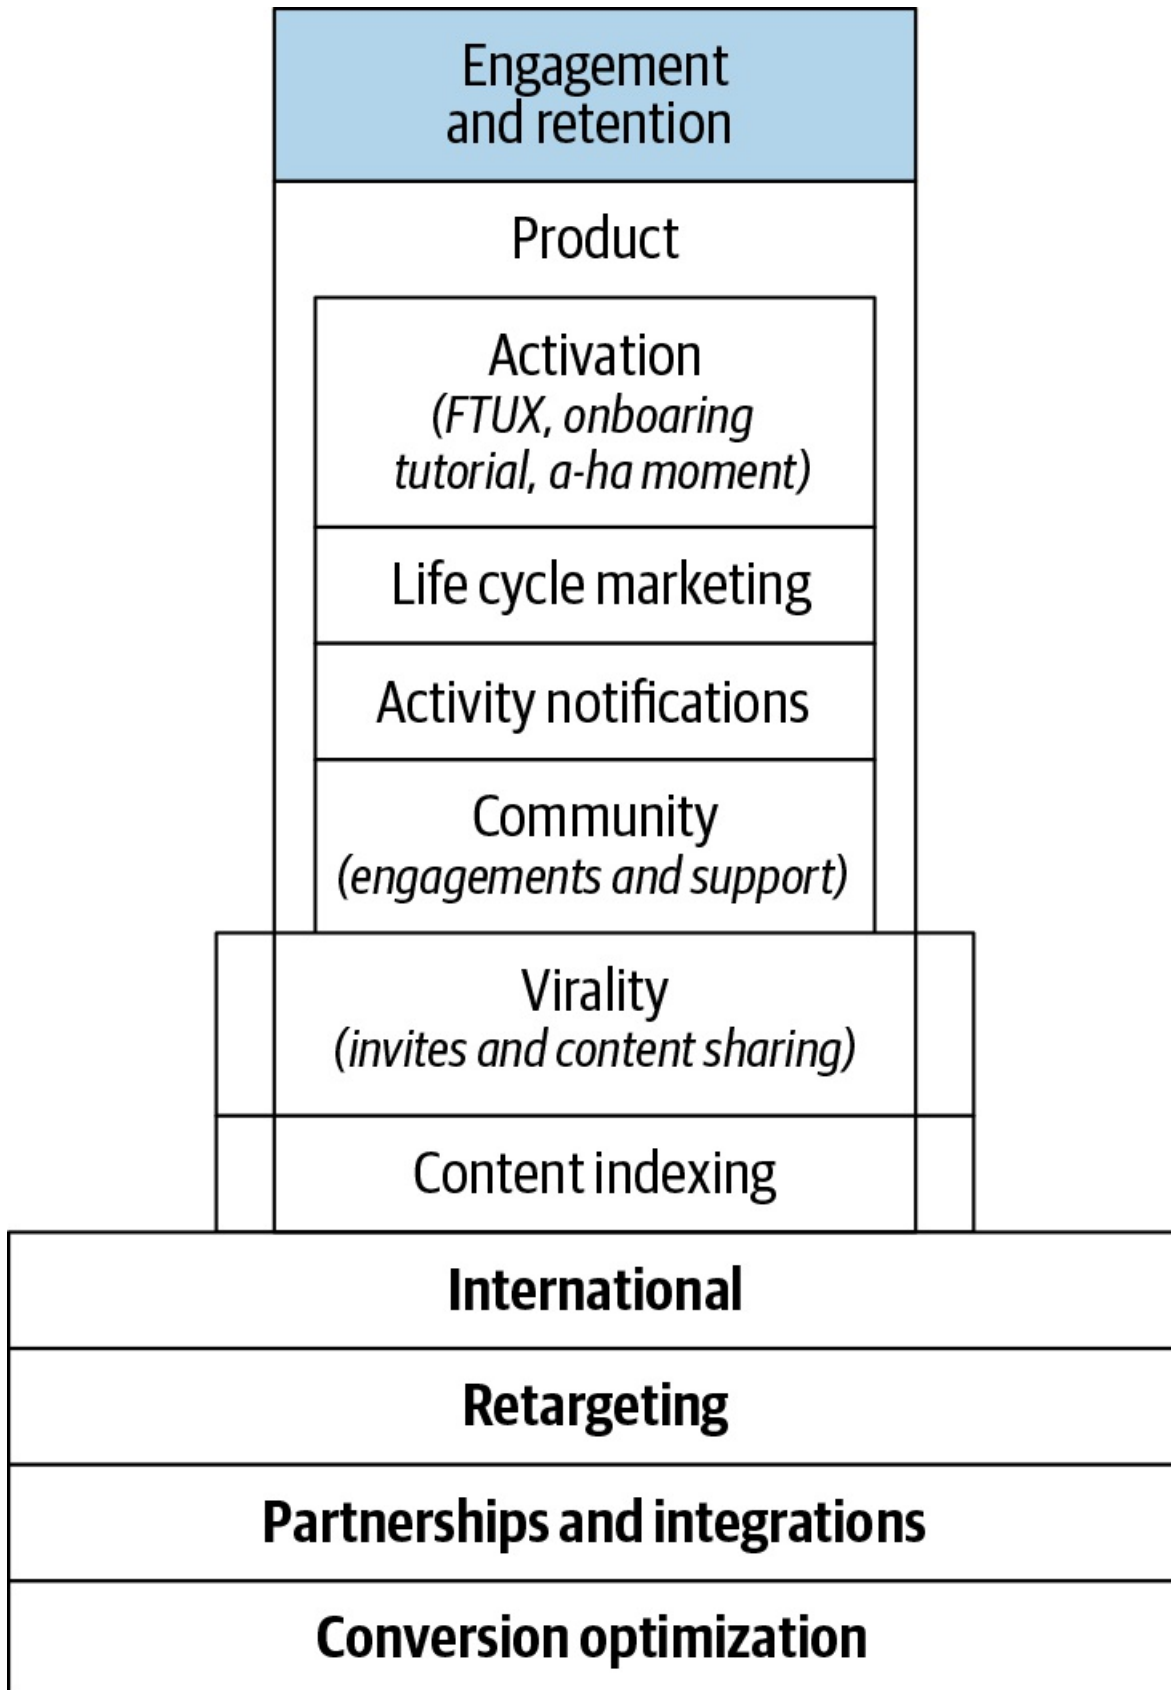 Engagement
and retention
Product
Activation
(FTUX, onboaring
tutorial, a-ha moment)
Life cycle marketing
Activity notifications
Community
(engagements and support)
Virality
(invites and content sharing)
Content indexing
International
Retargeting
Partnerships and integrations
Conversion optimization